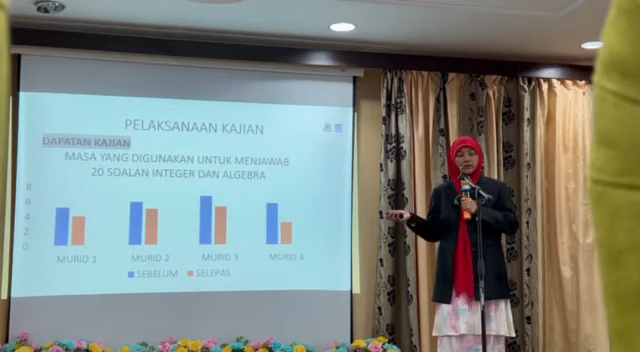 PELAKSANAAN KAJIAN
DAPATAN KAJIAN
MASA YANG DIGUNAKAN UNTUK MENJAWAB
20 SOALAN INTEGER DAN ALGEBRA
8
6
4
2
0
MURID 1 MURID 2 MURID 3 MURID 4
SEBELUM SELEPAS